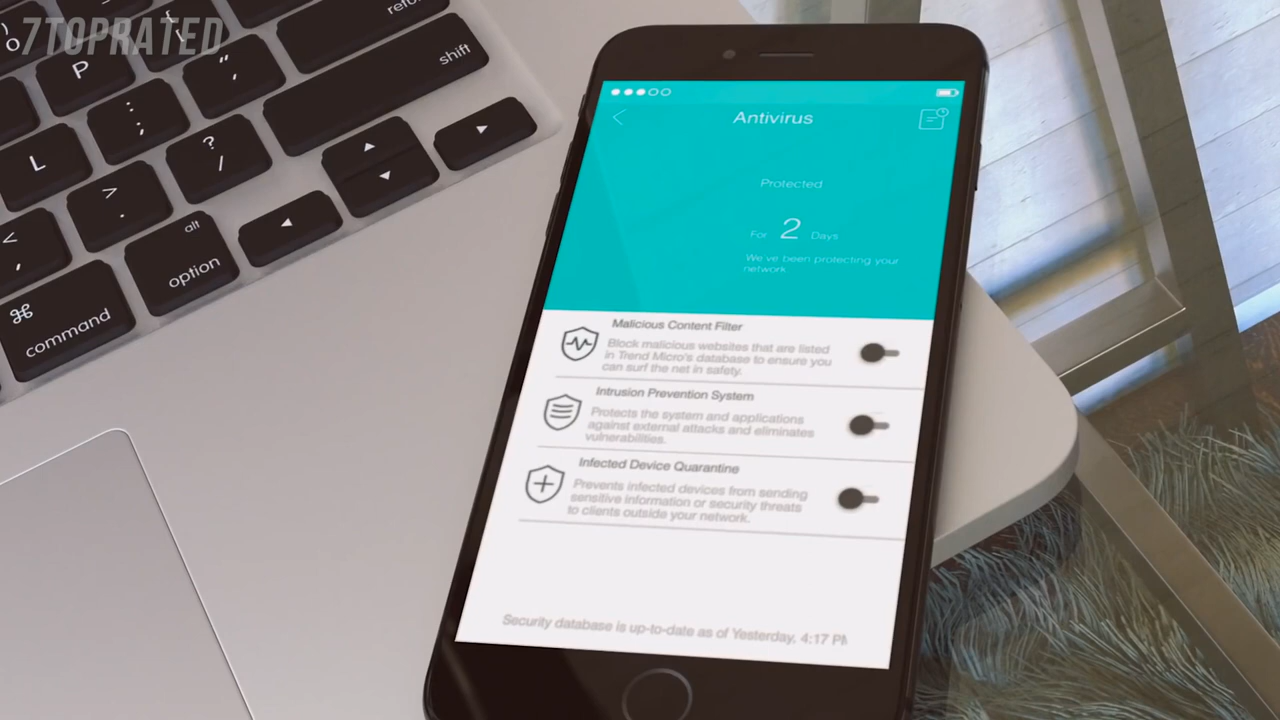 7TOPRATED
P
L
option
alt
command
shift
Antivirus
Protected
For 2 Days
We've been protecting your
network
Malicious Content Filter
Block malicious websites that are listed
in Trend Micro's database to ensure you
can surf the net in safety.
Intrusion Prevention System
Protects the system and applications
against external attacks and eliminates
vulnerabilities.
Infected Device Quarantine
Prevents infected devices from sending
sensitive information or security threats
to clients outside your network.
Security database is up-to-date as of Yesterday, 4:17 PM